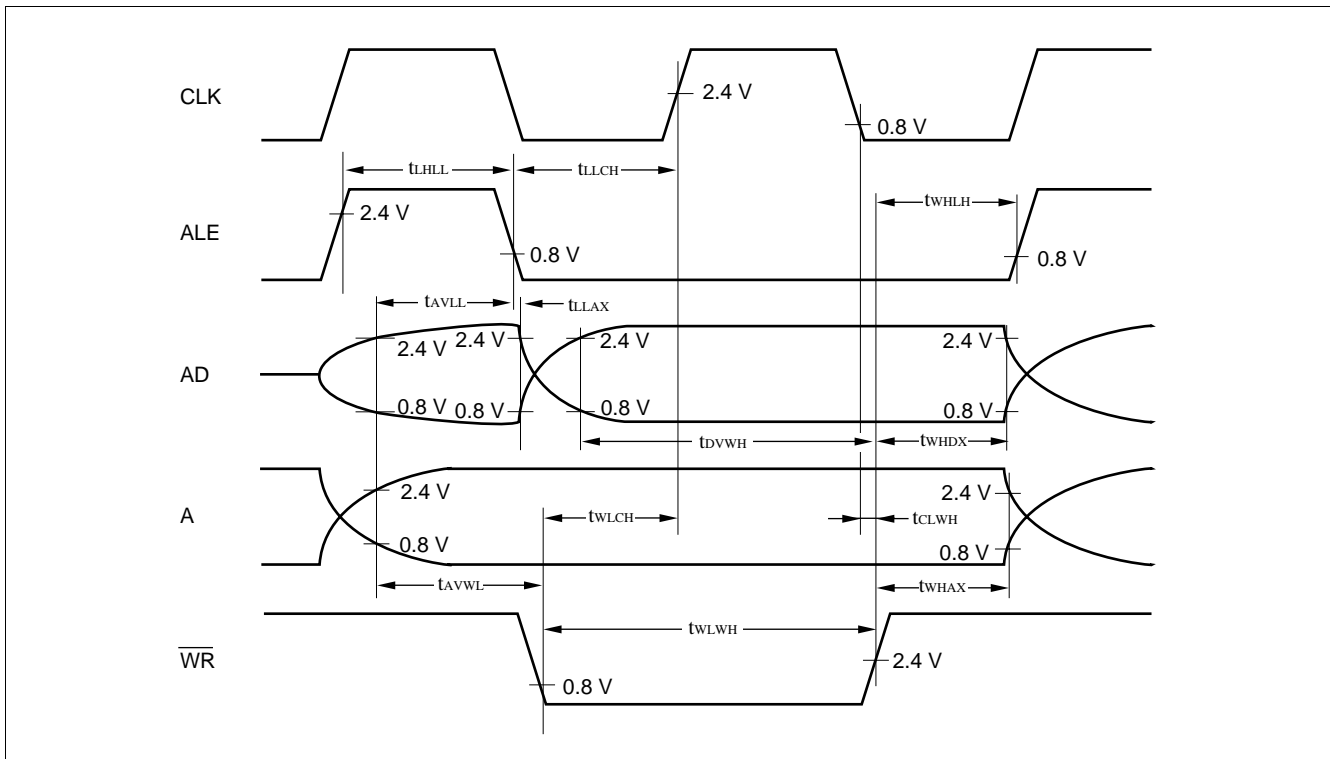 CLK
2.4 V
0.8 V
tLHLL
tLLCH
tWHLH
ALE
2.4 V
0.8 V
0.8 V
tAVLL
tLLAX
AD
2.4 V
2.4 V
2.4 V
2.4 V
0.8 V
0.8 V
0.8 V
0.8 V
tDVWH
tWHDX
A
2.4 V
2.4 V
tWLCH
tCLWH
0.8 V
0.8 V
tAVWL
tWHAX
tWLWH
WR
2.4 V
0.8 V